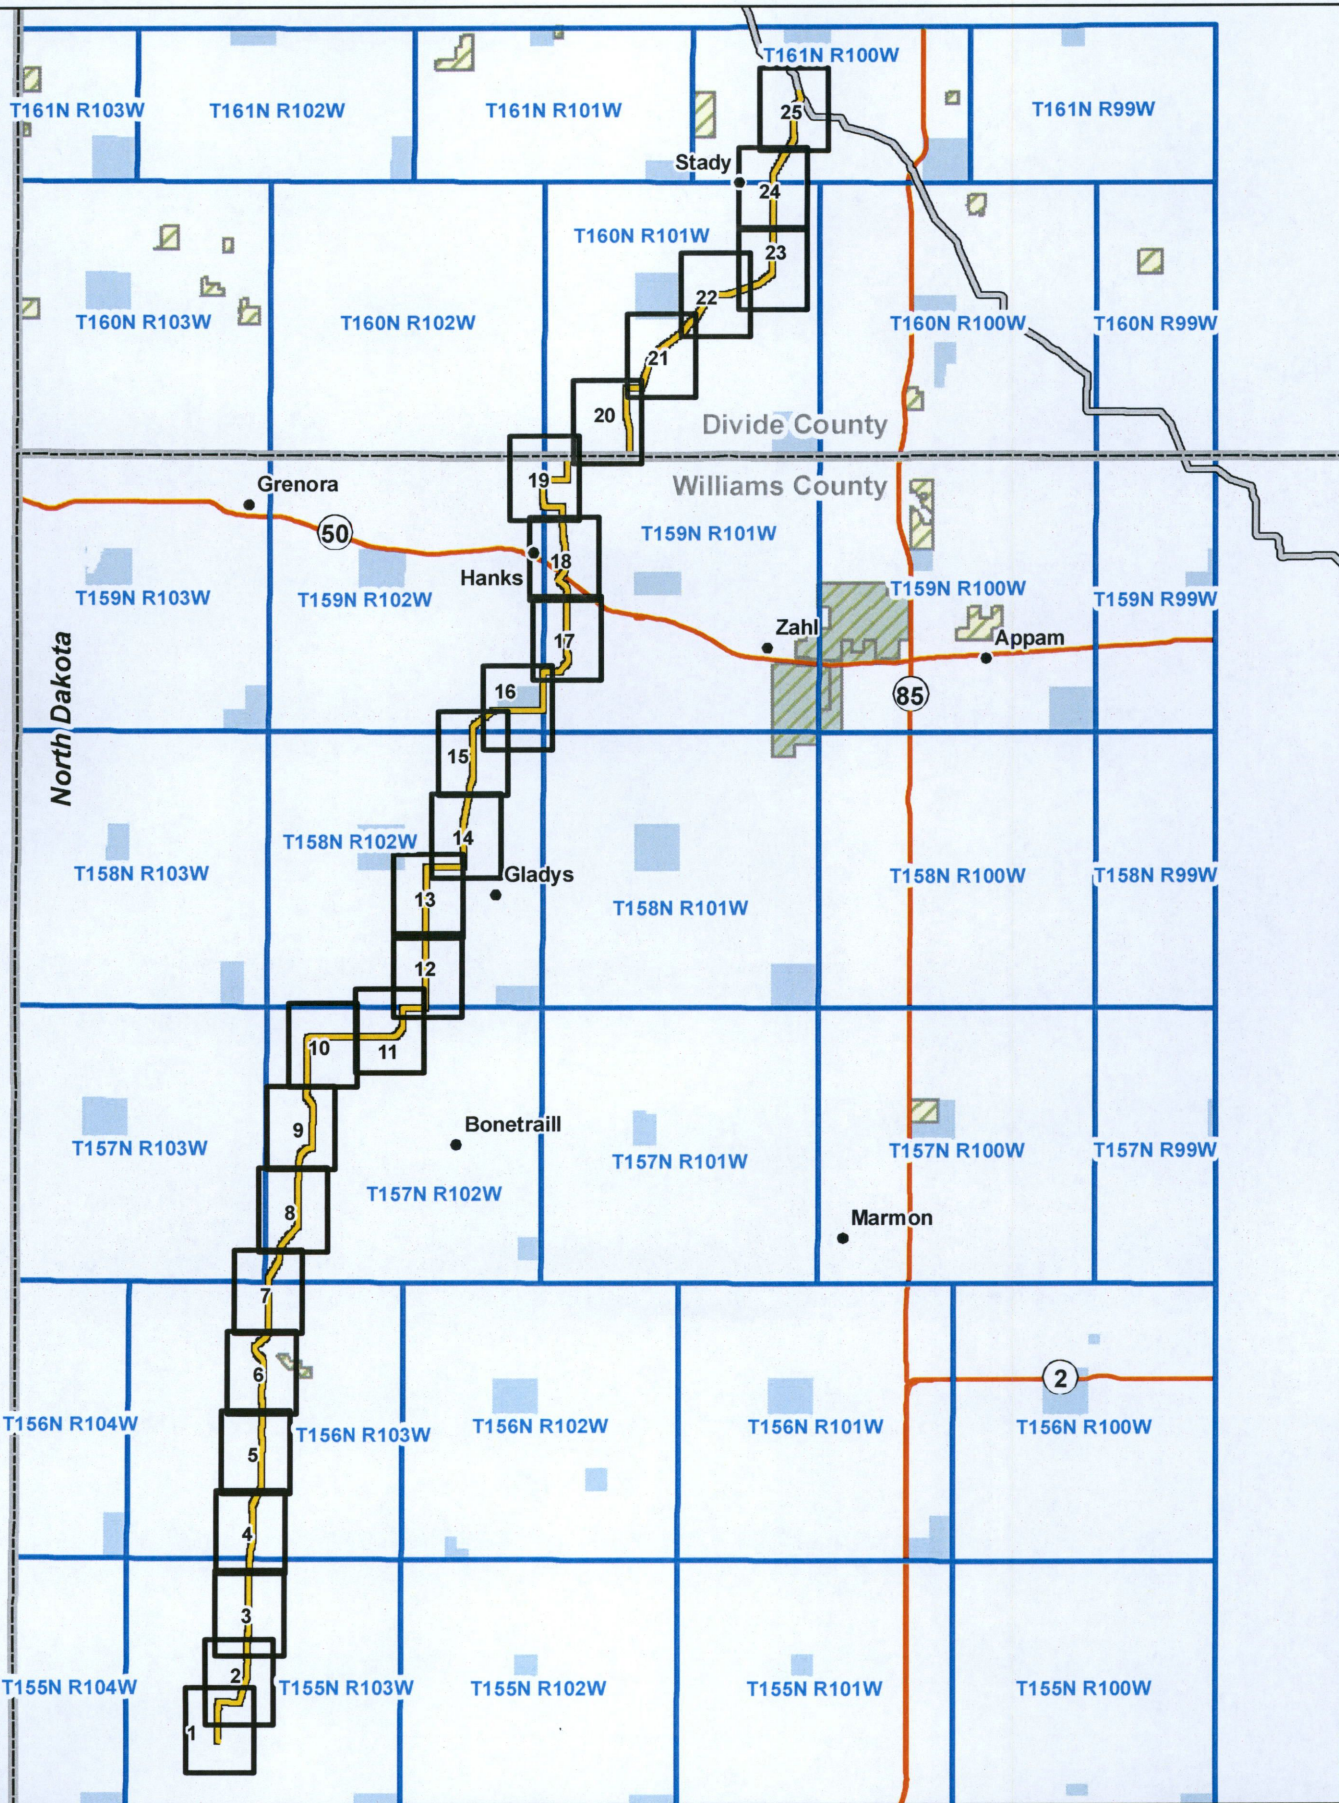 T161N R100W
T161N R103W
T161N R102W
T161N R101W
25
T161N R99W
Stady
24
T160N R101W
23
22
T160N R103W
T160N R102W
T160N R100W
T160N R99W
21
20
Divide County
19
Grenora
Williams County
50
T159N R101W
18
Hanks
T159N R103W
T159N R102W
T159N R100W
T159N R99W
Zahl
Appam
17
North Dakota
16
85
15
14
T158N R102W
T158N R103W
Gladys
T158N R100W
T158N R99W
13
T158N R101W
12
10
11
Bonetraill
9
T157N R103W
T157N R100W
T157N R99W
T157N R101W
T157N R102W
8
Marmon
7
6
2
T156N R104W
T156N R103W
T156N R102W
T156N R101W
T156N R100W
5
4
3
2
T155N R104W
T155N R103W
T155N R102W
T155N R101W
T155N R100W
1